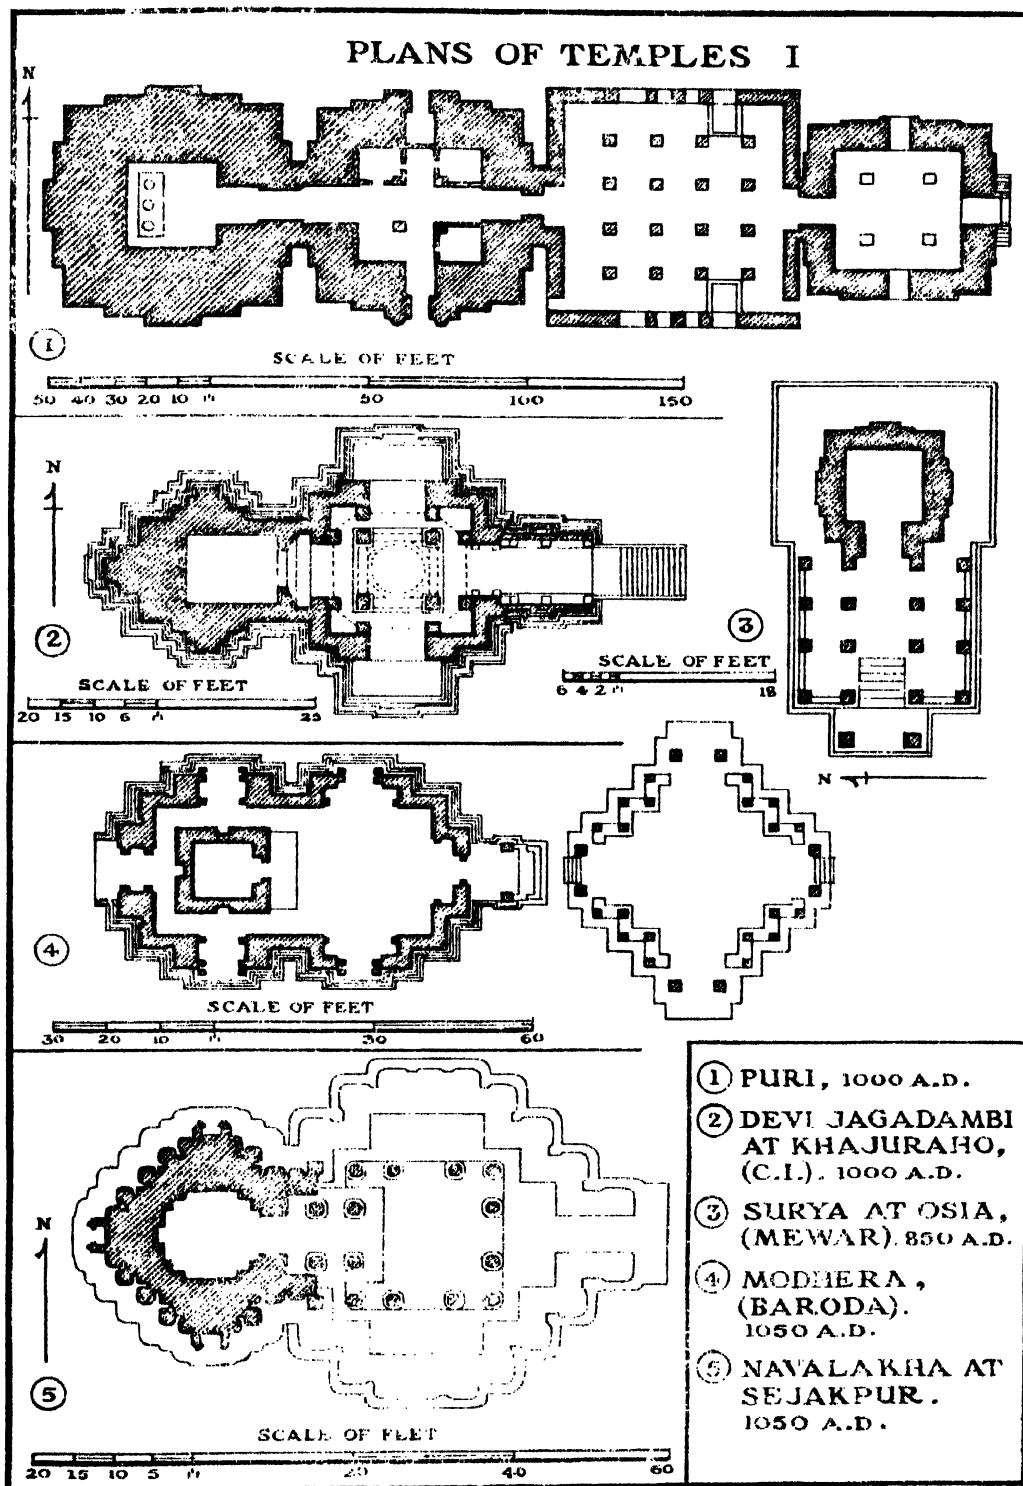 PLANS OF TEMPLES I
N
1
SCALE OF FEET
50 40 30 20 10 0 50 100 150
N
2
SCALE OF FEET
20 15 10 5 0 25
3
SCALE OF FEET
6 4 2 0 18
N
4
SCALE OF FEET
30 20 10 0 30 60
N
5
SCALE OF FEET
20 15 10 5 0 20 40 60
1 PURI, 1000 A.D.
2 DEVI JAGADAMBI
AT KHAJURAHO,
(C.I.). 1000 A.D.
3 SURYA AT OSIA,
(MEWAR). 850 A.D.
4 MODHERA,
(BARODA).
1050 A.D.
5 NAVALAKHA AT
SEJAKPUR.
1050 A.D.